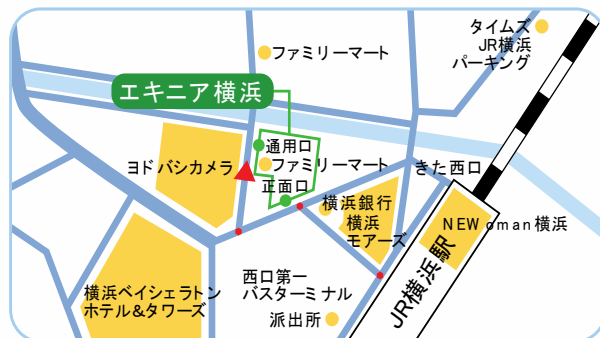 タイムズ
JR横浜
パーキング
ファミリーマート
エキニア横浜
通用口
ヨドバシカメラ
ファミリーマート
きた西口
正面口
横浜銀行
横浜
モアーズ
NEWoman横浜
JR横浜駅
西口第一
バスターミナル
横浜ベイシェラトン
ホテル&タワーズ
派出所